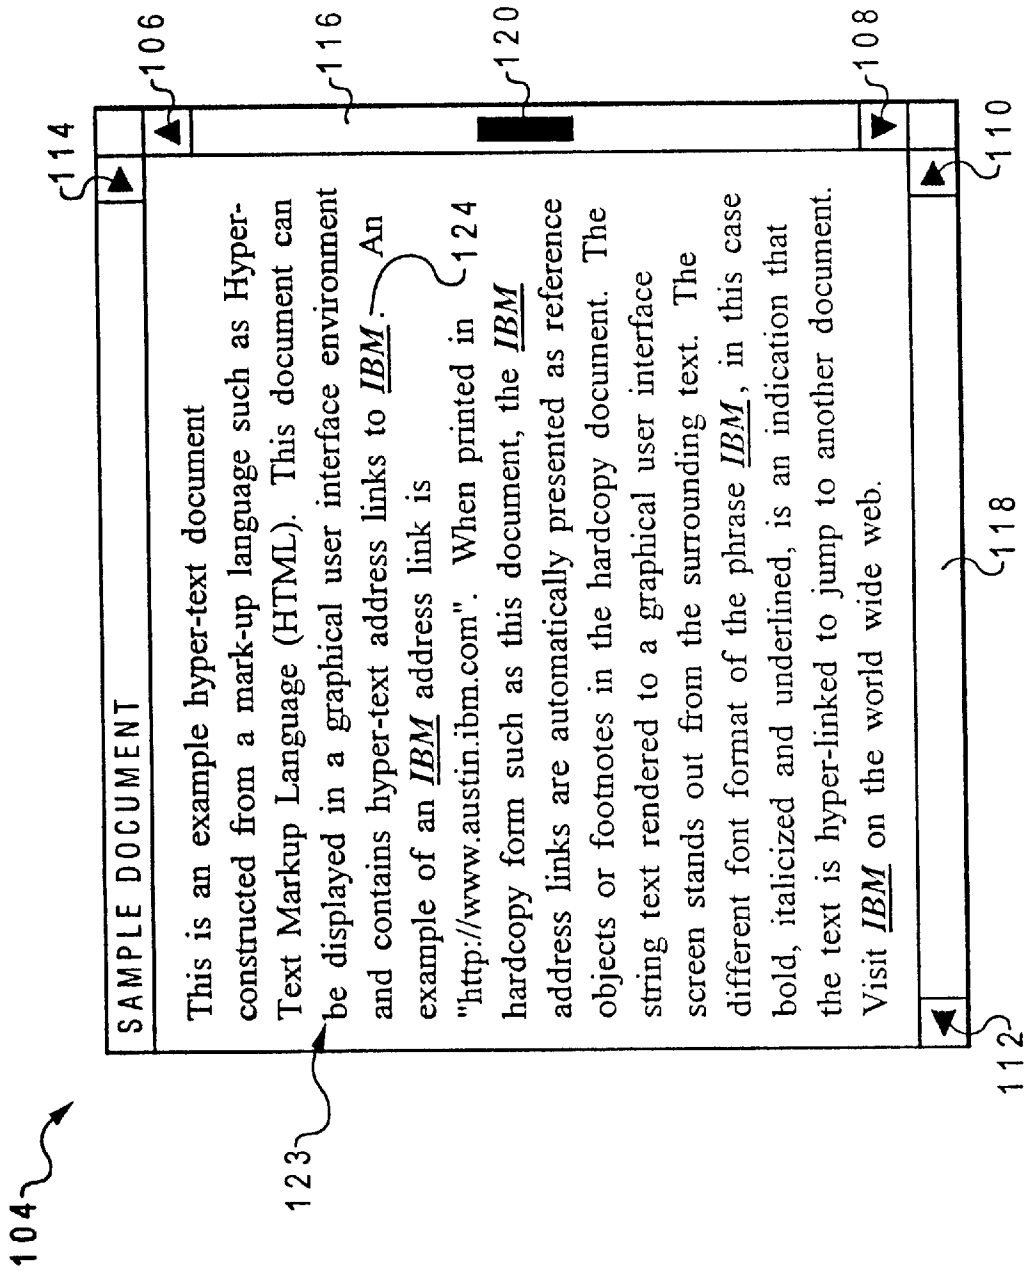 104
SAMPLE DOCUMENT
114
106
This is an example hyper-text document
constructed from a mark-up language such as Hyper-
Text Markup Language (HTML). This document can
be displayed in a graphical user interface environment
and contains hyper-text address links to IBM. An
example of an IBM address link is
"http://www.austin.ibm.com". When printed in
hardcopy form such as this document, the IBM
address links are automatically presented as reference
objects or footnotes in the hardcopy document. The
string text rendered to a graphical user interface
screen stands out from the surrounding text. The
different font format of the phrase IBM, in this case
bold, italicized and underlined, is an indication that
the text is hyper-linked to jump to another document.
Visit IBM on the world wide web.
116
123
124
120
108
112
118
110